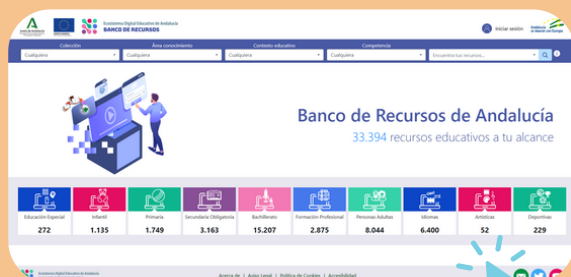 Ecosistema Digital Educativo de Andalucía
BANCO DE RECURSOS
Iniciar sesión
Colección
Área conocimiento
Contexto educativo
Competencia
Cualquiera
Cualquiera
Cualquiera
Cualquiera
Encuentra tus recursos...
Banco de Recursos de Andalucía
33.394 recursos educativos a tu alcance
Educación Especial
Infantil
Primaria
Secundaria Obligatoria
Bachillerato
Formación Profesional
Personas Adultas
Idiomas
Artísticas
Deportivas
272
1.135
1.749
3.163
15.207
2.875
8.044
6.400
52
229
Ecosistema Digital Educativo de Andalucía
Acerca de | Aviso Legal | Política de Cookies | Accesibilidad